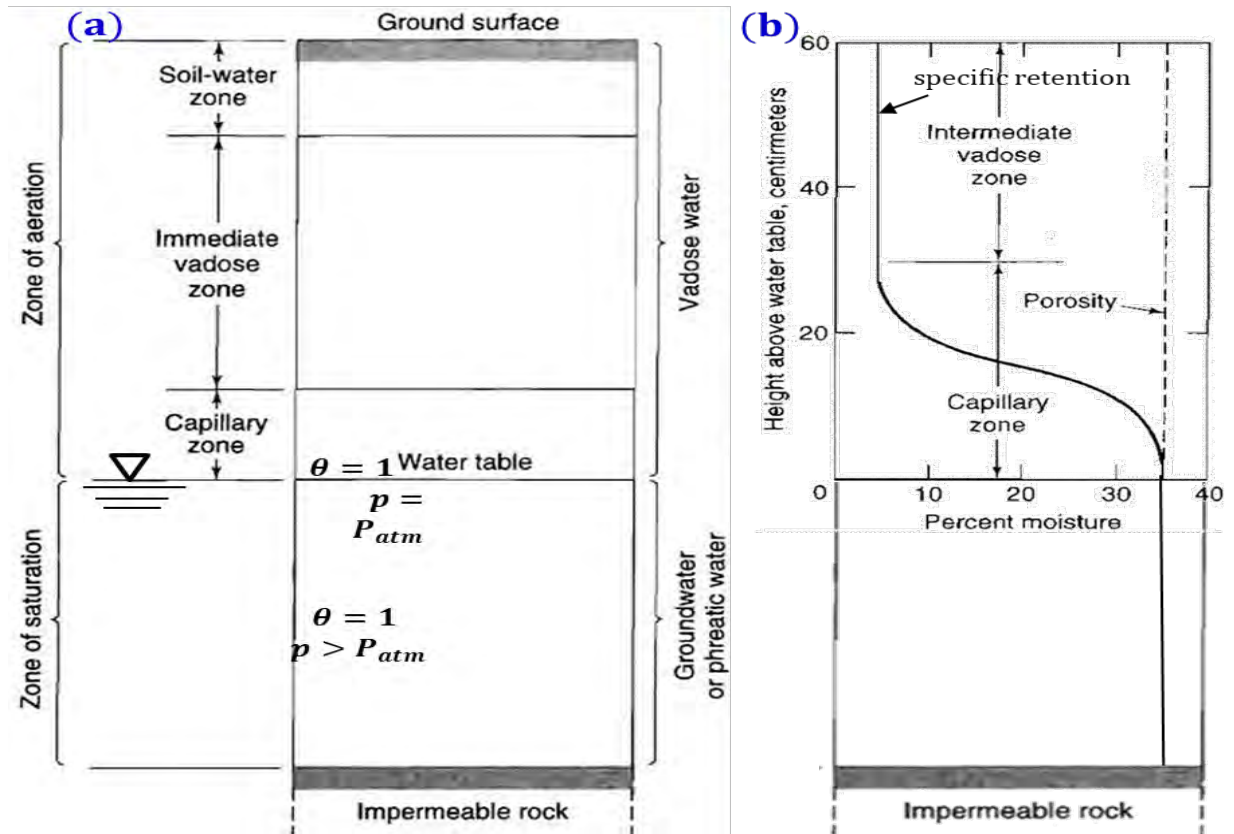 (a)
Ground surface
Soil-water
zone
Zone of aeration
Immediate
vadose
zone
Vadose water
Capillary
zone
θ = 1
Water table
p =
P_atm
Zone of saturation
θ = 1
p > P_atm
Groundwater
or phreatic water
Impermeable rock
(b)
60
specific retention
Intermediate
vadose
zone
Height above water table, centirmeters
40
Porosity
20
Capillary
zone
0
10
20
30
40
Percent moisture
Impermeable rock